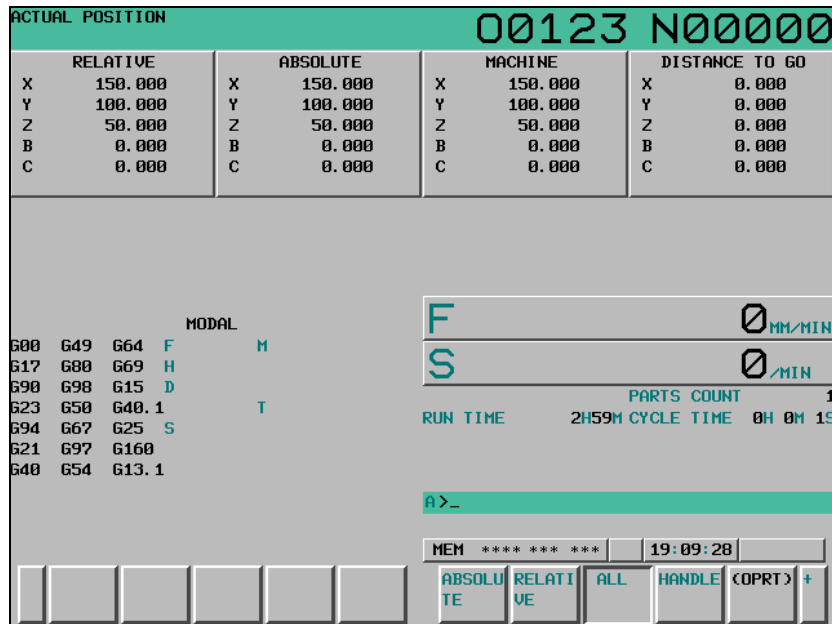 ACTUAL POSITION O0123 N00000
RELATIVE ABSOLUTE MACHINE DISTANCE TO GO
X 150.000 X 150.000 X 150.000 X 0.000
Y 100.000 Y 100.000 Y 100.000 Y 0.000
Z 50.000 Z 50.000 Z 50.000 Z 0.000
B 0.000 B 0.000 B 0.000 B 0.000
C 0.000 C 0.000 C 0.000 C 0.000
MODAL
G00 G49 G64 F M
G17 G80 G69 H
G90 G98 G15 D
G23 G50 G40.1 T
G94 G67 G25 S
G21 G97 G160
G40 G54 G13.1
F 0 MM/MIN
S 0 /MIN
PARTS COUNT 1
RUN TIME 2H59M CYCLE TIME 0H 0M 1S
A>_
MEM **** *** *** 19:09:28
ABSOLU RELATI ALL HANDLE (OPRT) +
TE VE